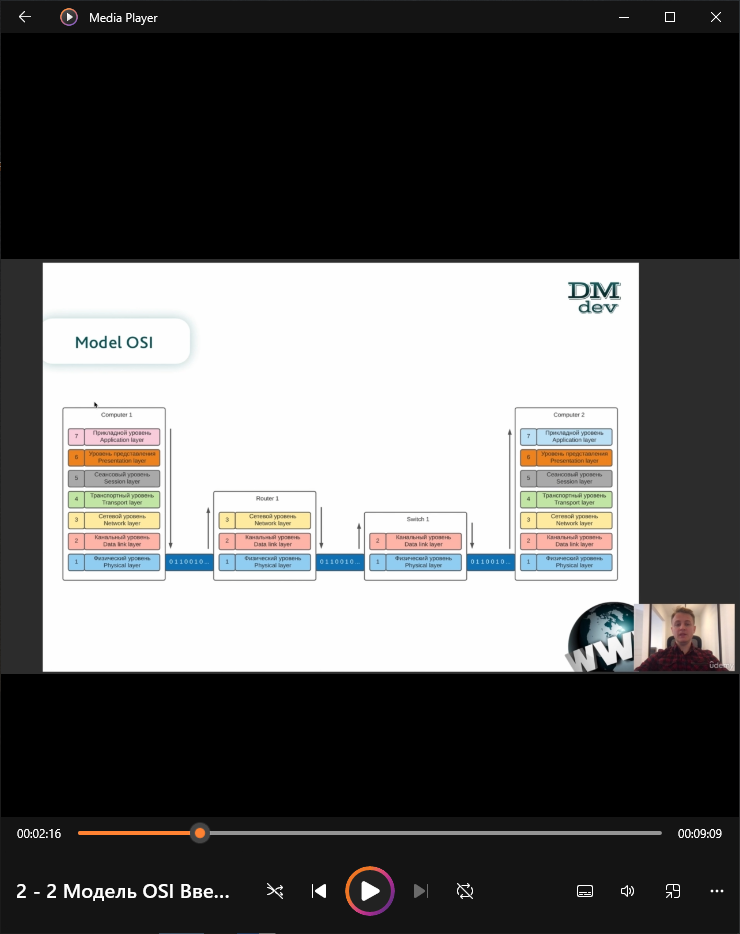 Media Player
DM
dev
Model OSI
Computer 1
7
Прикладной уровень
Application layer
6
Уровень представления
Presentation layer
5
Сеансовый уровень
Session layer
4
Транспортный уровень
Transport layer
3
Сетевой уровень
Network layer
2
Канальный уровень
Data link layer
1
Физический уровень
Physical layer
0 1 1 0 0 1 0 ...
Router 1
3
Сетевой уровень
Network layer
2
Канальный уровень
Data link layer
1
Физический уровень
Physical layer
0 1 1 0 0 1 0 ...
Switch 1
2
Канальный уровень
Data link layer
1
Физический уровень
Physical layer
0 1 1 0 0 1 0 ...
Computer 2
7
Прикладной уровень
Application layer
6
Уровень представления
Presentation layer
5
Сеансовый уровень
Session layer
4
Транспортный уровень
Transport layer
3
Сетевой уровень
Network layer
2
Канальный уровень
Data link layer
1
Физический уровень
Physical layer
udemy
00:02:16
00:09:09
2 - 2 Модель OSI Вве...